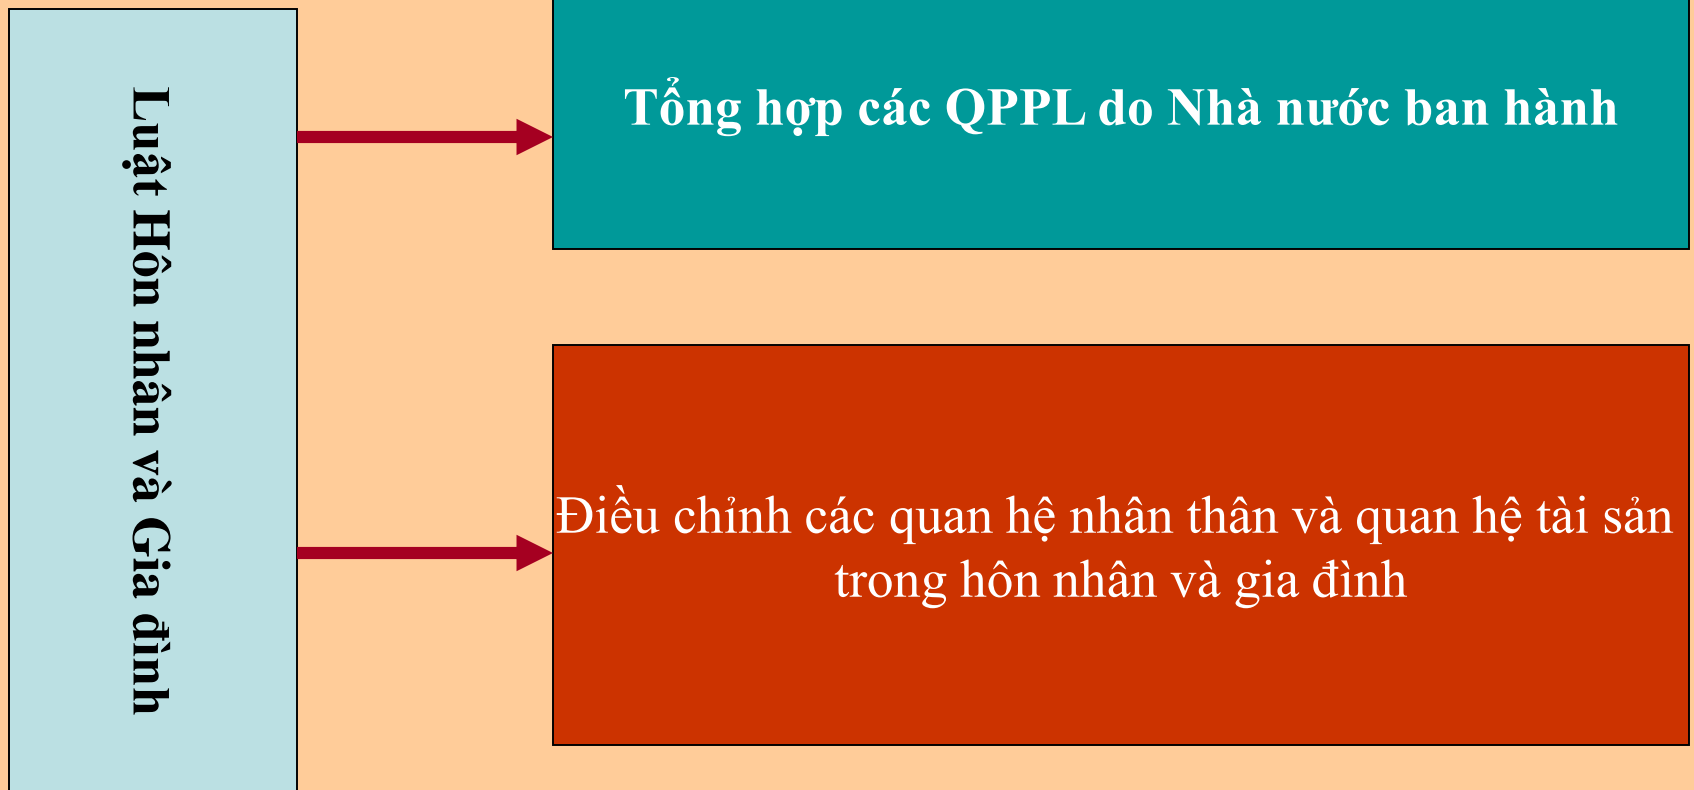 Luật Hôn nhân và Gia đình
Tổng hợp các QPPL do Nhà nước ban hành
Điều chỉnh các quan hệ nhân thân và quan hệ tài sản
trong hôn nhân và gia đình